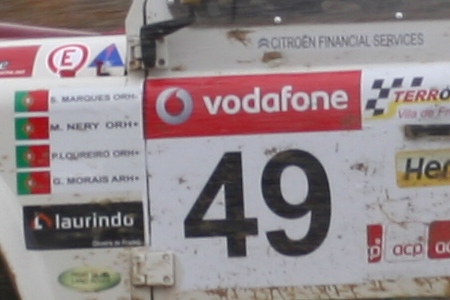 CITROËN FINANCIAL SERVICES
E
S. MARQUES ORH-
M. NERY ORH+
P.LOUREIRO ORH+
G. MORAIS ARH+
vodafone
TERRO
Vila de F
49
Her
laurindo
acp